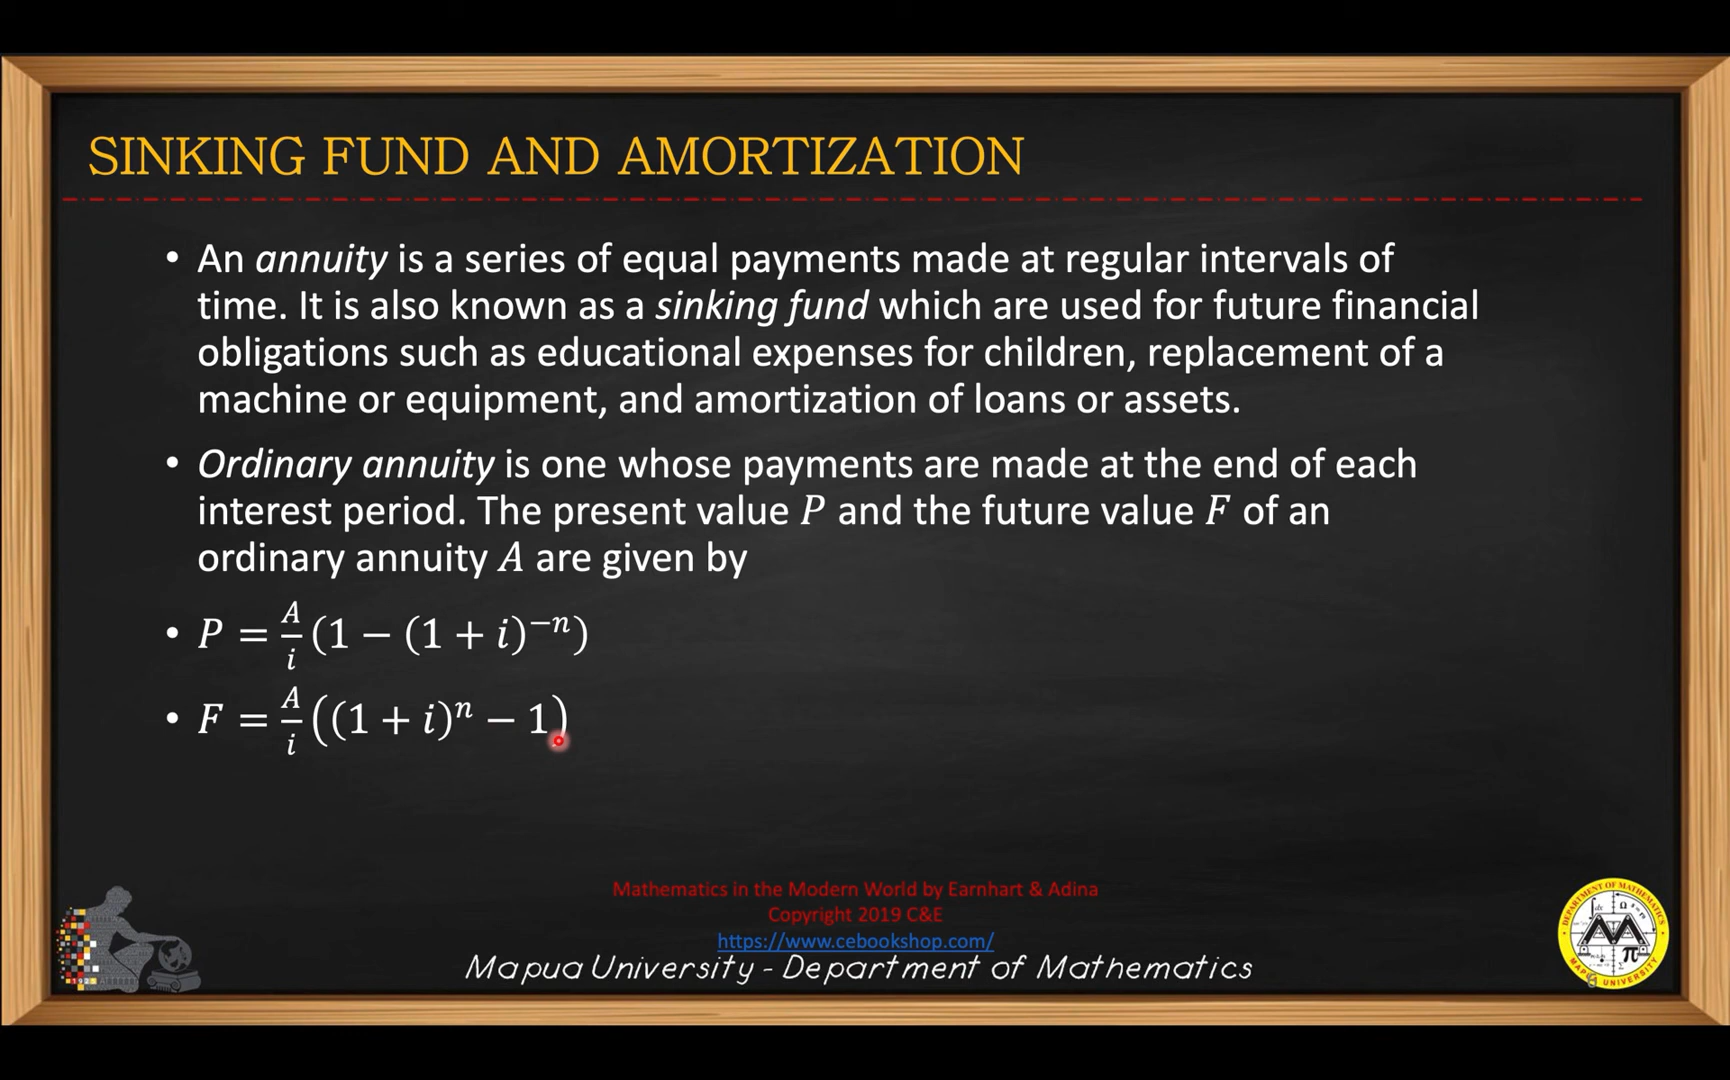 SINKING FUND AND AMORTIZATION
• An annuity is a series of equal payments made at regular intervals of
time. It is also known as a sinking fund which are used for future financial
obligations such as educational expenses for children, replacement of a
machine or equipment, and amortization of loans or assets.
• Ordinary annuity is one whose payments are made at the end of each
interest period. The present value P and the future value F of an
ordinary annuity A are given by
• P = A/i (1 − (1 + i)⁻ⁿ)
• F = A/i ((1 + i)ⁿ − 1)
Mathematics in the Modern World by Earnhart & Adina
Copyright 2019 C&E
https://www.cebookshop.com/
Mapua University - Department of Mathematics
DEPARTMENT OF MATHEMATICS
MAPUA UNIVERSITY